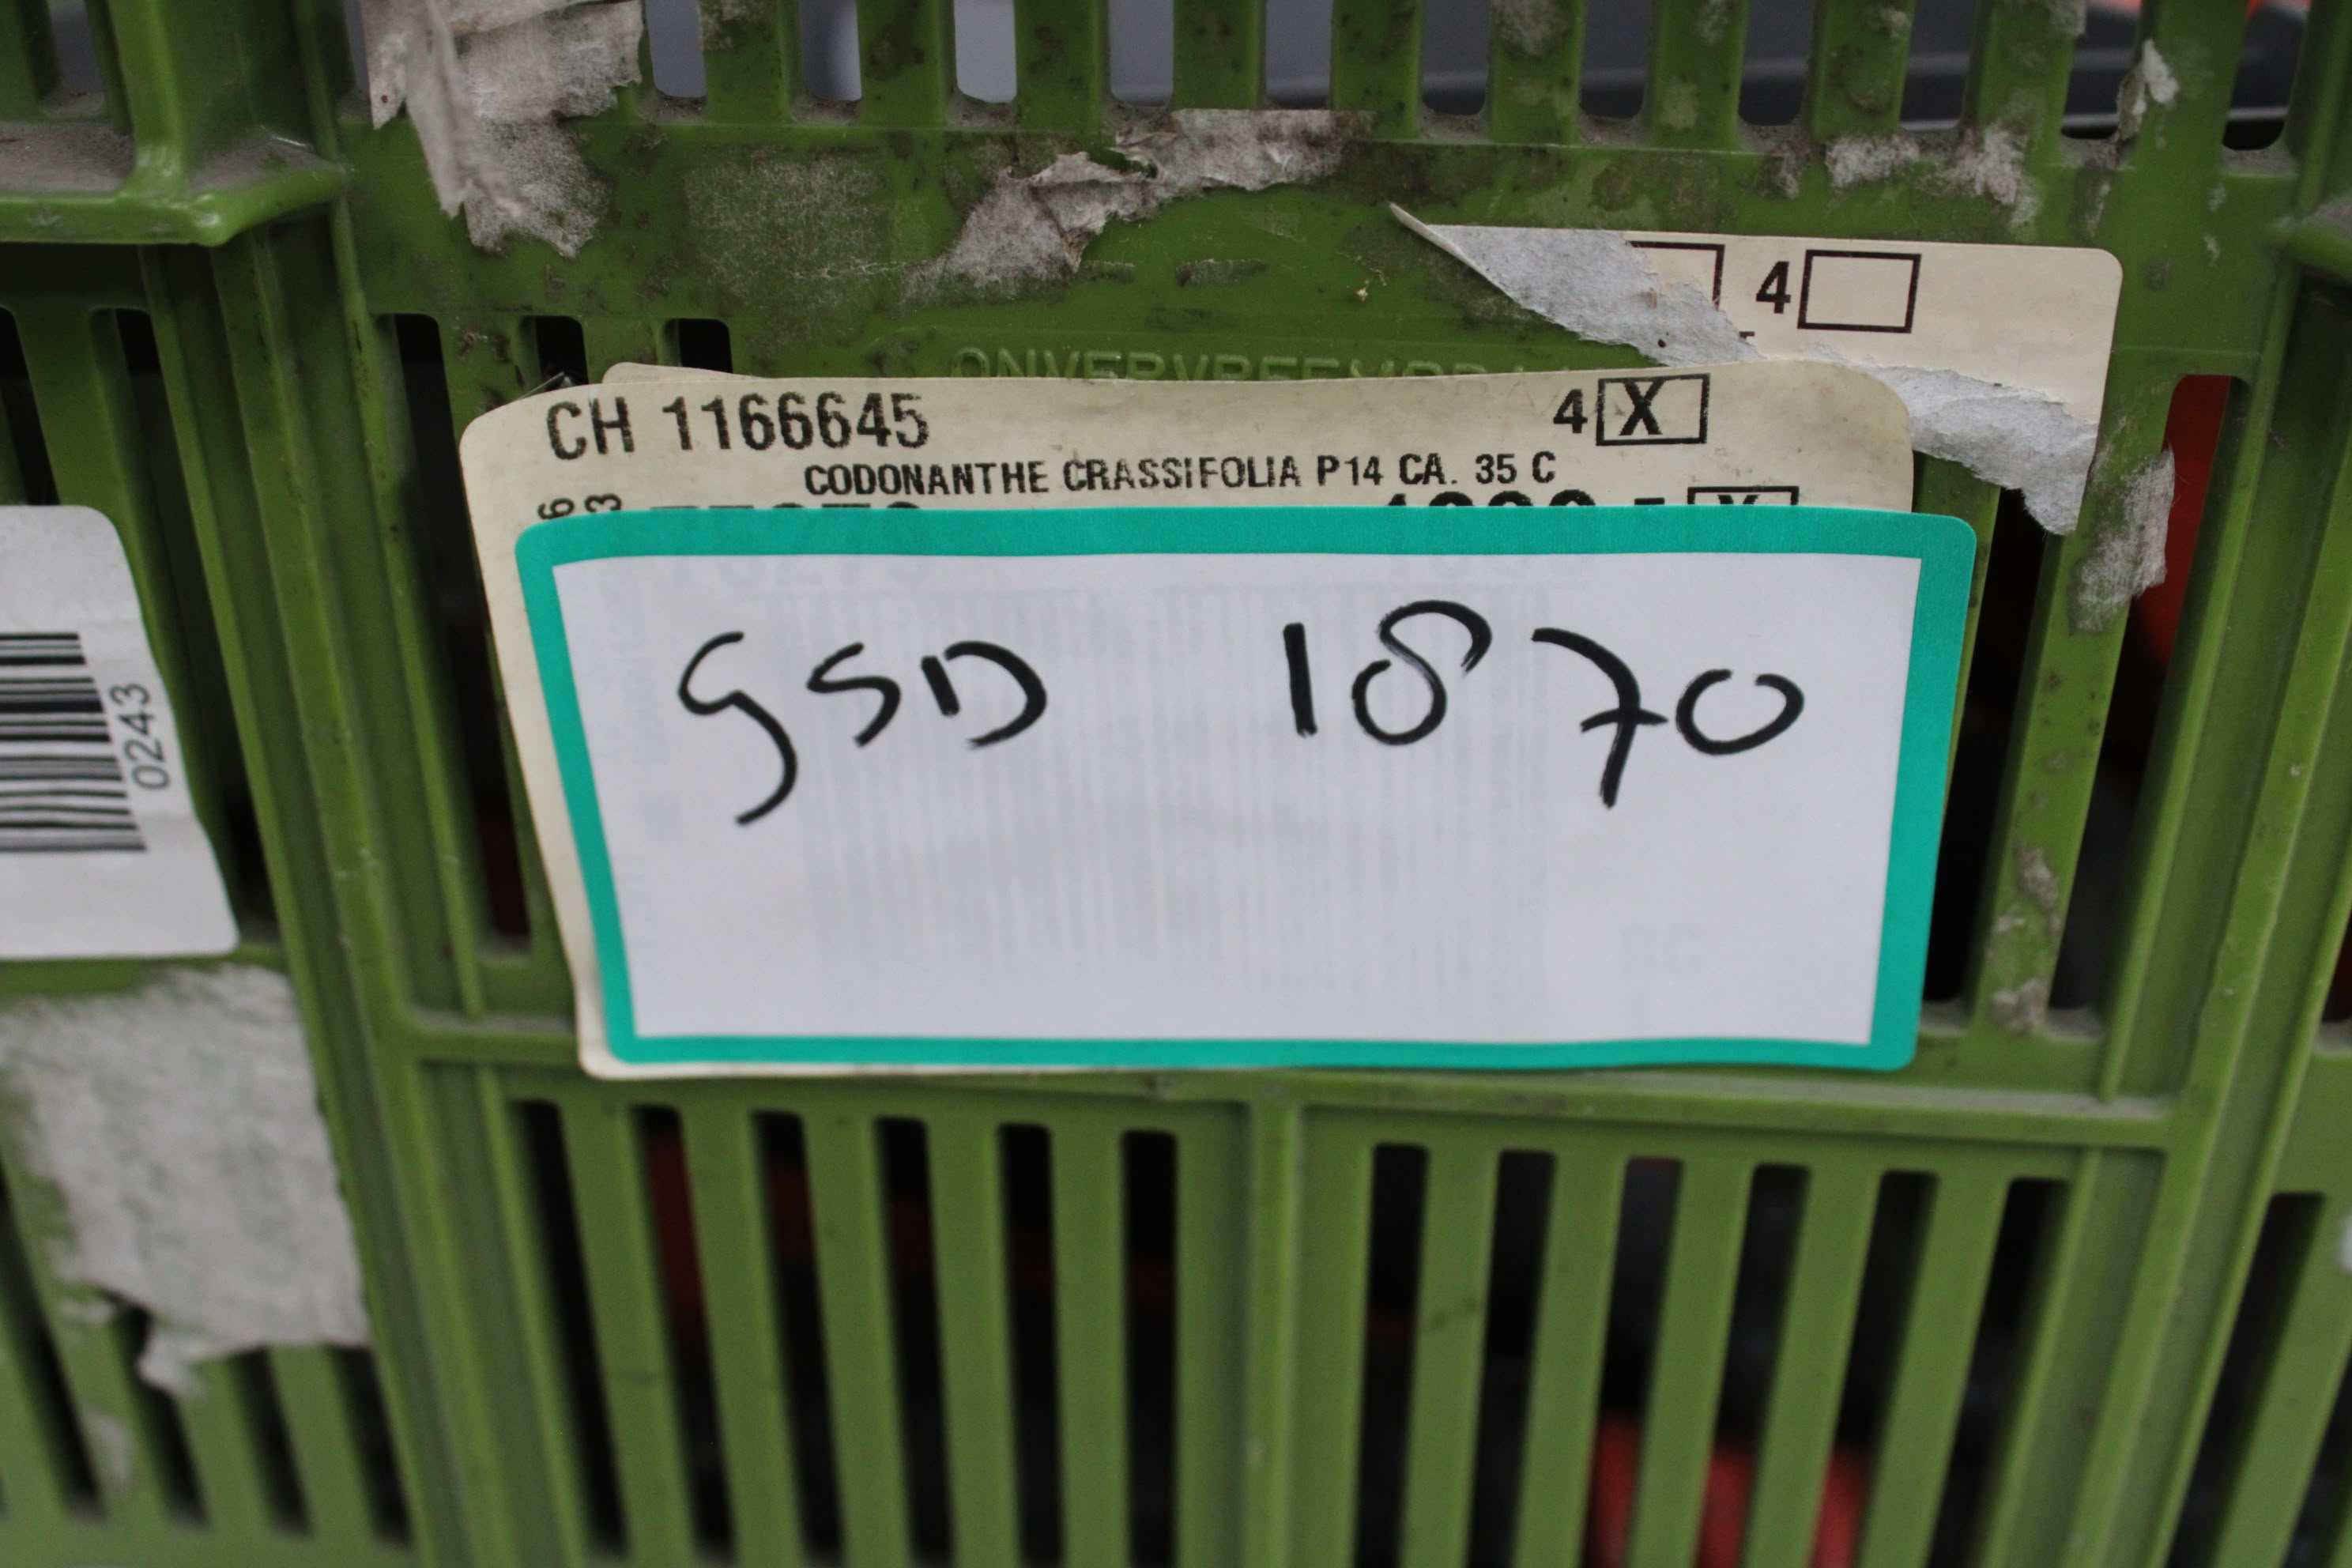 4
CH 1166645 4 X
CODONANTHE CRASSIFOLIA P14 CA. 35 C
GSD 1870
0243